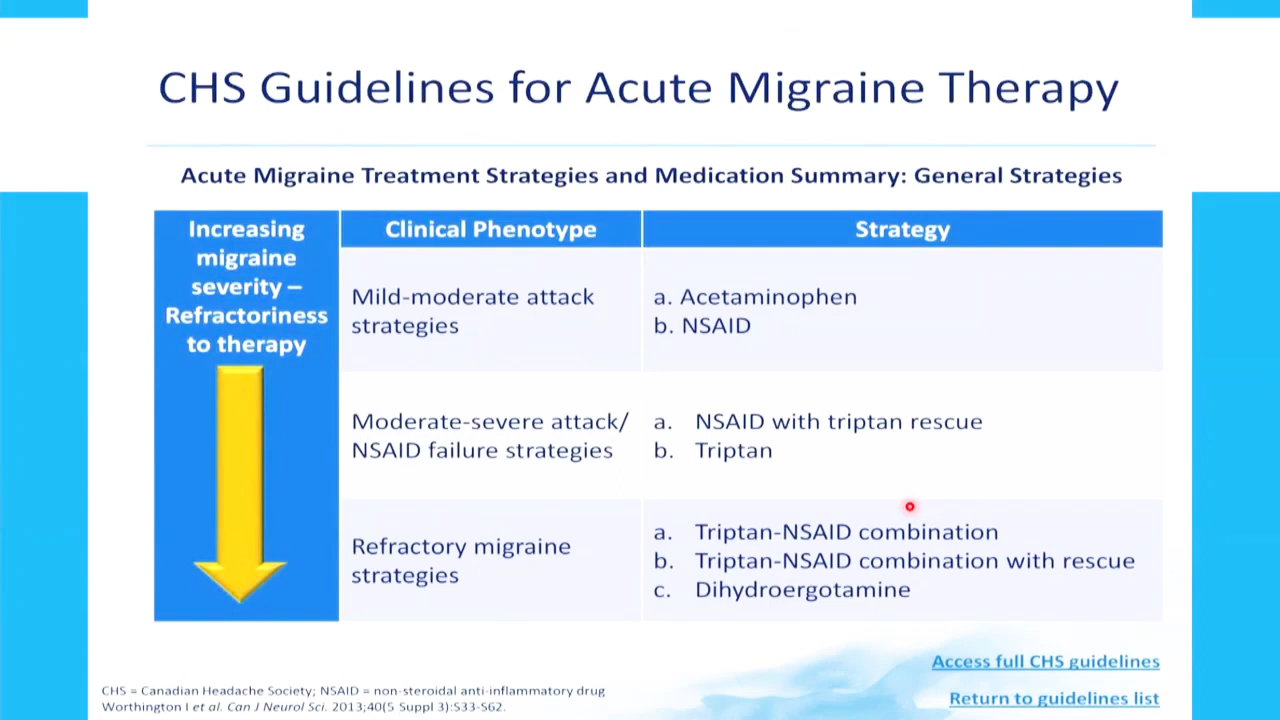 CHS Guidelines for Acute Migraine Therapy
Acute Migraine Treatment Strategies and Medication Summary: General Strategies
Increasing
migraine
severity –
Refractoriness
to therapy
Clinical Phenotype
Strategy
Mild-moderate attack
strategies
a. Acetaminophen
b. NSAID
Moderate-severe attack/
NSAID failure strategies
a. NSAID with triptan rescue
b. Triptan
Refractory migraine
strategies
a. Triptan-NSAID combination
b. Triptan-NSAID combination with rescue
c. Dihydroergotamine
Access full CHS guidelines
Return to guidelines list
CHS = Canadian Headache Society; NSAID = non-steroidal anti-inflammatory drug
Worthington I et al. Can J Neurol Sci. 2013;40(5 Suppl 3):S33-S62.